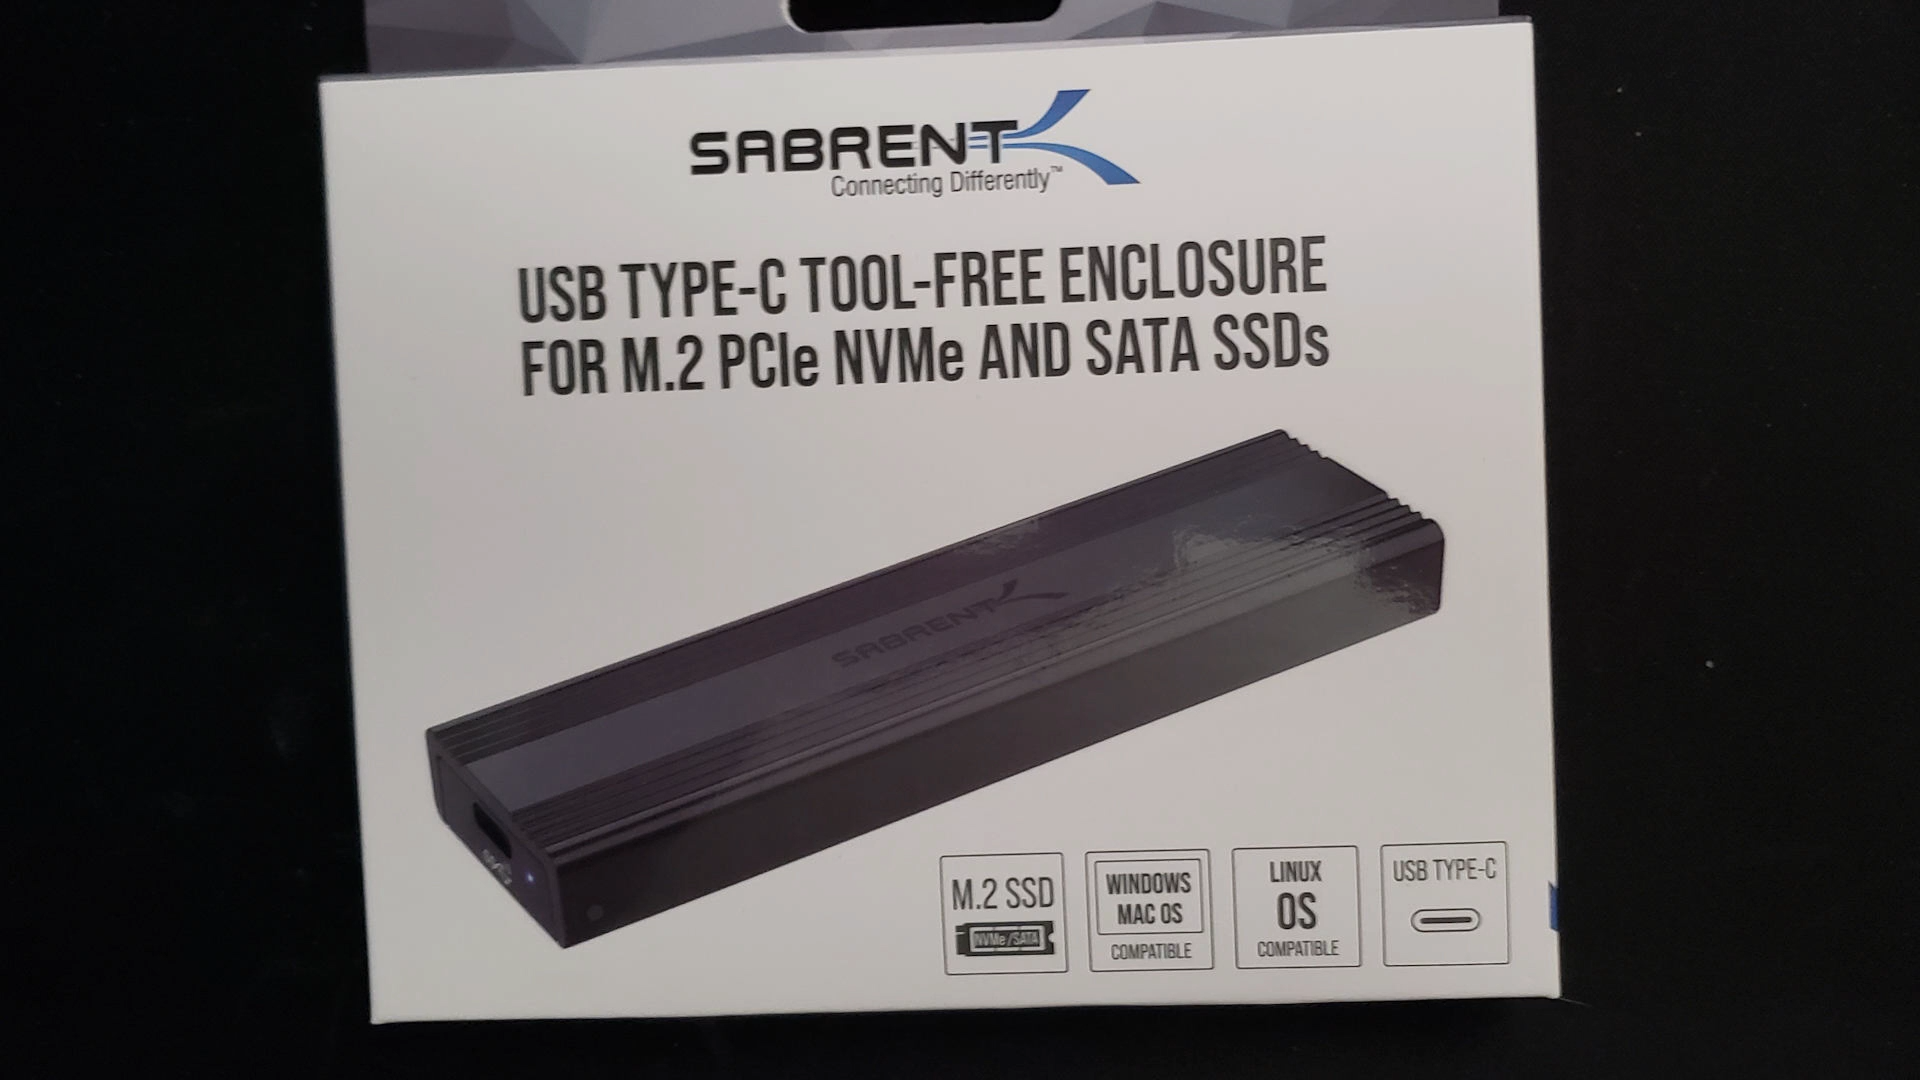 SABRENT
Connecting Differently™
USB TYPE-C TOOL-FREE ENCLOSURE
FOR M.2 PCIe NVMe AND SATA SSDs
SABRENT
M.2 SSD
NVMe/SATA
WINDOWS
MAC OS
COMPATIBLE
LINUX
OS
COMPATIBLE
USB TYPE-C